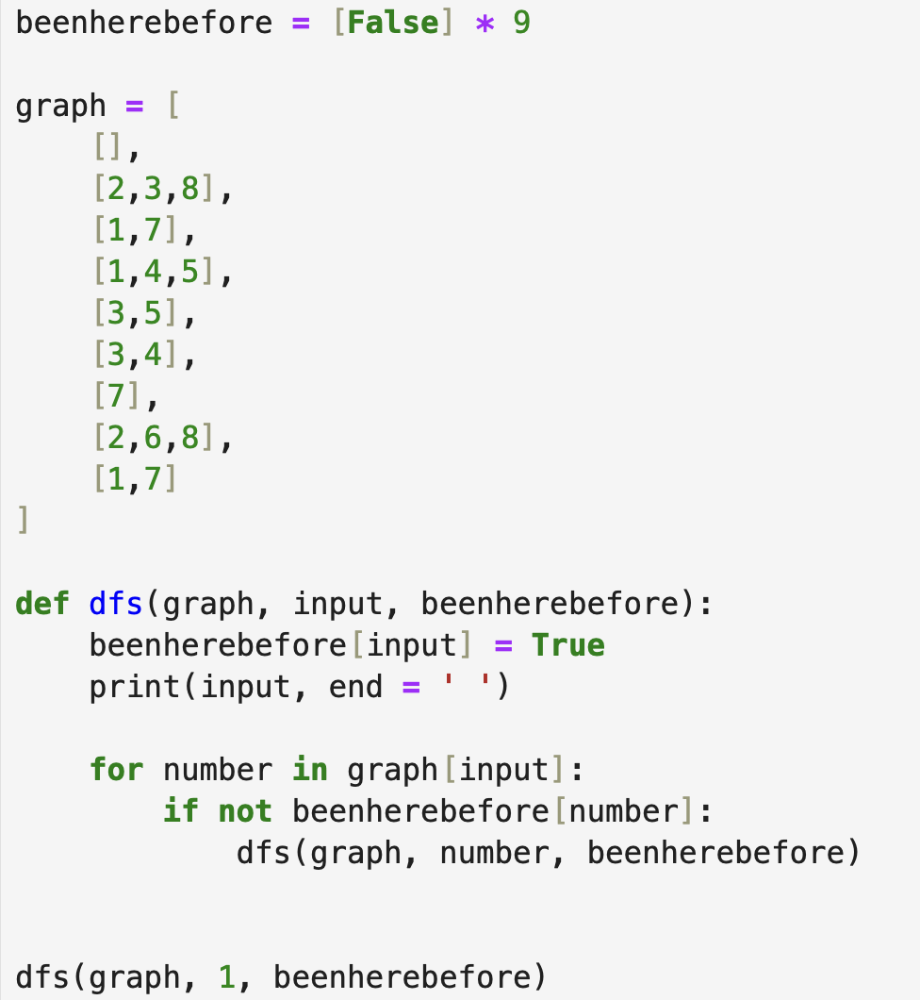 beenherebefore = [False] * 9

graph = [
    [],
    [2,3,8],
    [1,7],
    [1,4,5],
    [3,5],
    [3,4],
    [7],
    [2,6,8],
    [1,7]
]

def dfs(graph, input, beenherebefore):
    beenherebefore[input] = True
    print(input, end = ' ')

    for number in graph[input]:
        if not beenherebefore[number]:
            dfs(graph, number, beenherebefore)


dfs(graph, 1, beenherebefore)